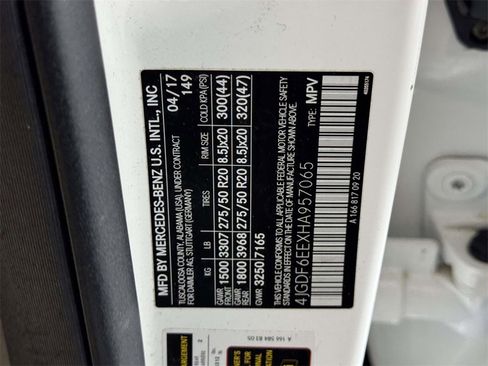 MFD BY MERCEDES-BENZ U.S. INTL., INC
TUSCALOOSA COUNTY, ALABAMA (USA), UNDER CONTRACT
FOR DAIMLER AG, STUTTGART (GERMANY)
04/17
149
KG LB TIRES RIM SIZE COLD KPA (PSI)
GAWR FRONT 1500 3307 275/50 R20 8.5Jx20 300(44)
GAWR REAR 1800 3968 275/50 R20 8.5Jx20 320(47)
GVWR 3250 7165
THIS VEHICLE CONFORMS TO ALL APPLICABLE FEDERAL MOTOR VEHICLE SAFETY
STANDARDS IN EFFECT ON THE DATE OF MANUFACTURE SHOWN ABOVE.
4JGDF6EEXHA957065 TYPE: MPV
A 166 817 09 20
A 166 584 81 05